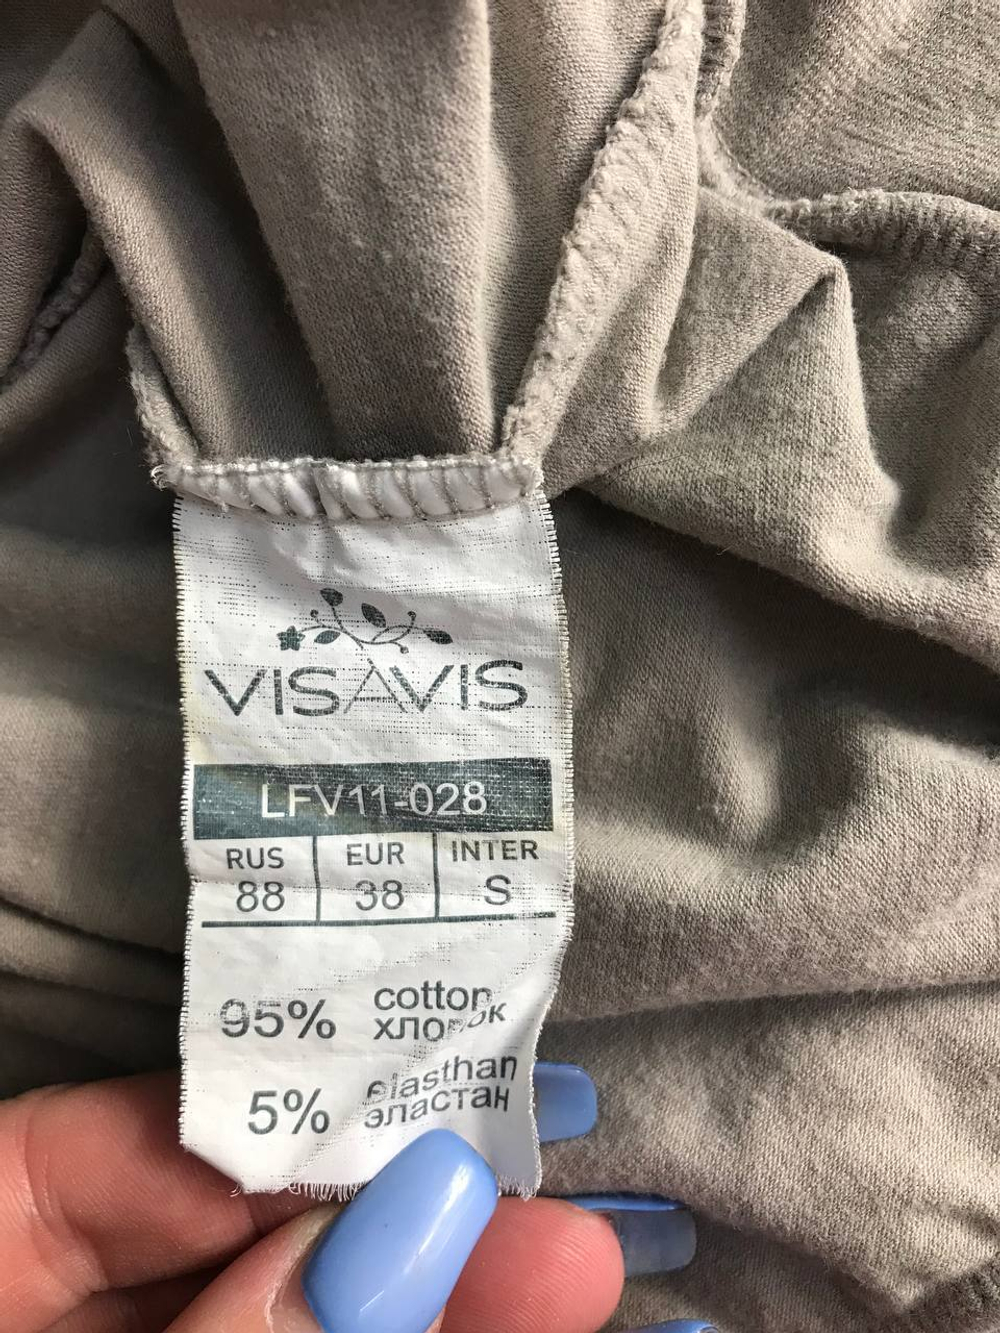 VISAVIS
LFV11-028
RUS EUR INTER
88 38 S
95% cotton
хлопок
5% elasthan
эластан